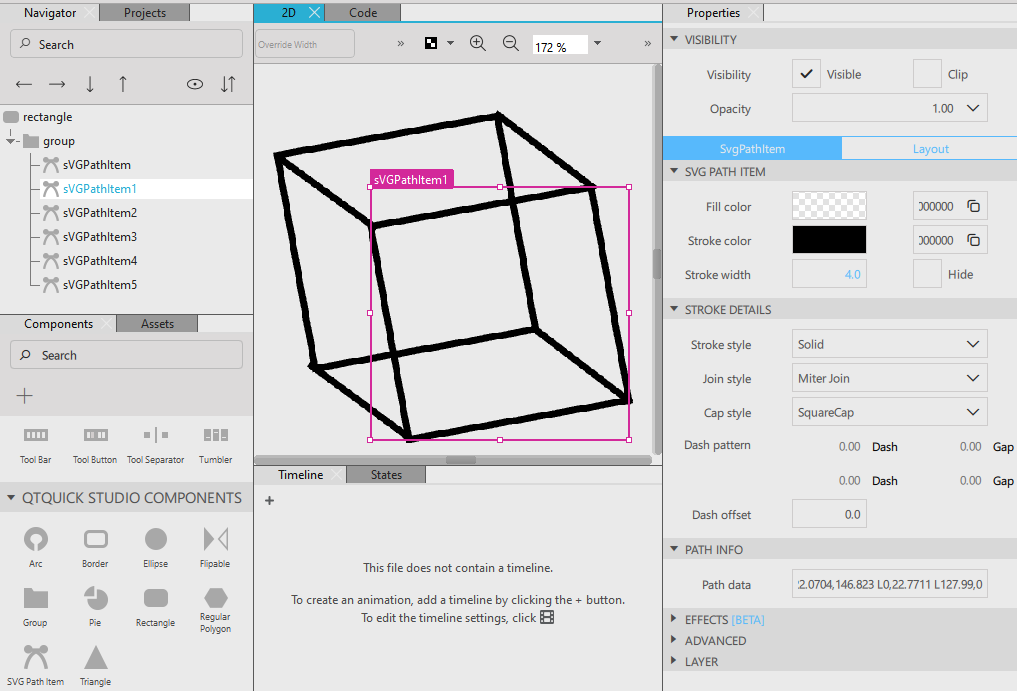 Navigator
Projects
Search
rectangle
group
sVGPathItem
sVGPathItem1
sVGPathItem2
sVGPathItem3
sVGPathItem4
sVGPathItem5
Components
Assets
Search
Tool Bar
Tool Button
Tool Separator
Tumbler
QTQUICK STUDIO COMPONENTS
Arc
Border
Ellipse
Flipable
Group
Pie
Rectangle
Regular
Polygon
SVG Path Item
Triangle
2D
Code
Override Width
»
172 %
»
sVGPathItem1
Timeline
States
This file does not contain a timeline.
To create an animation, add a timeline by clicking the + button.
To edit the timeline settings, click
Properties
VISIBILITY
Visibility
Visible
Clip
Opacity
1.00
SvgPathItem
Layout
SVG PATH ITEM
Fill color
000000
Stroke color
000000
Stroke width
4.0
Hide
STROKE DETAILS
Stroke style
Solid
Join style
Miter Join
Cap style
SquareCap
Dash pattern
0.00 Dash
0.00 Gap
0.00 Dash
0.00 Gap
Dash offset
0.0
PATH INFO
Path data
22.0704,146.823 L0,22.7711 L127.99,0
EFFECTS [BETA]
ADVANCED
LAYER